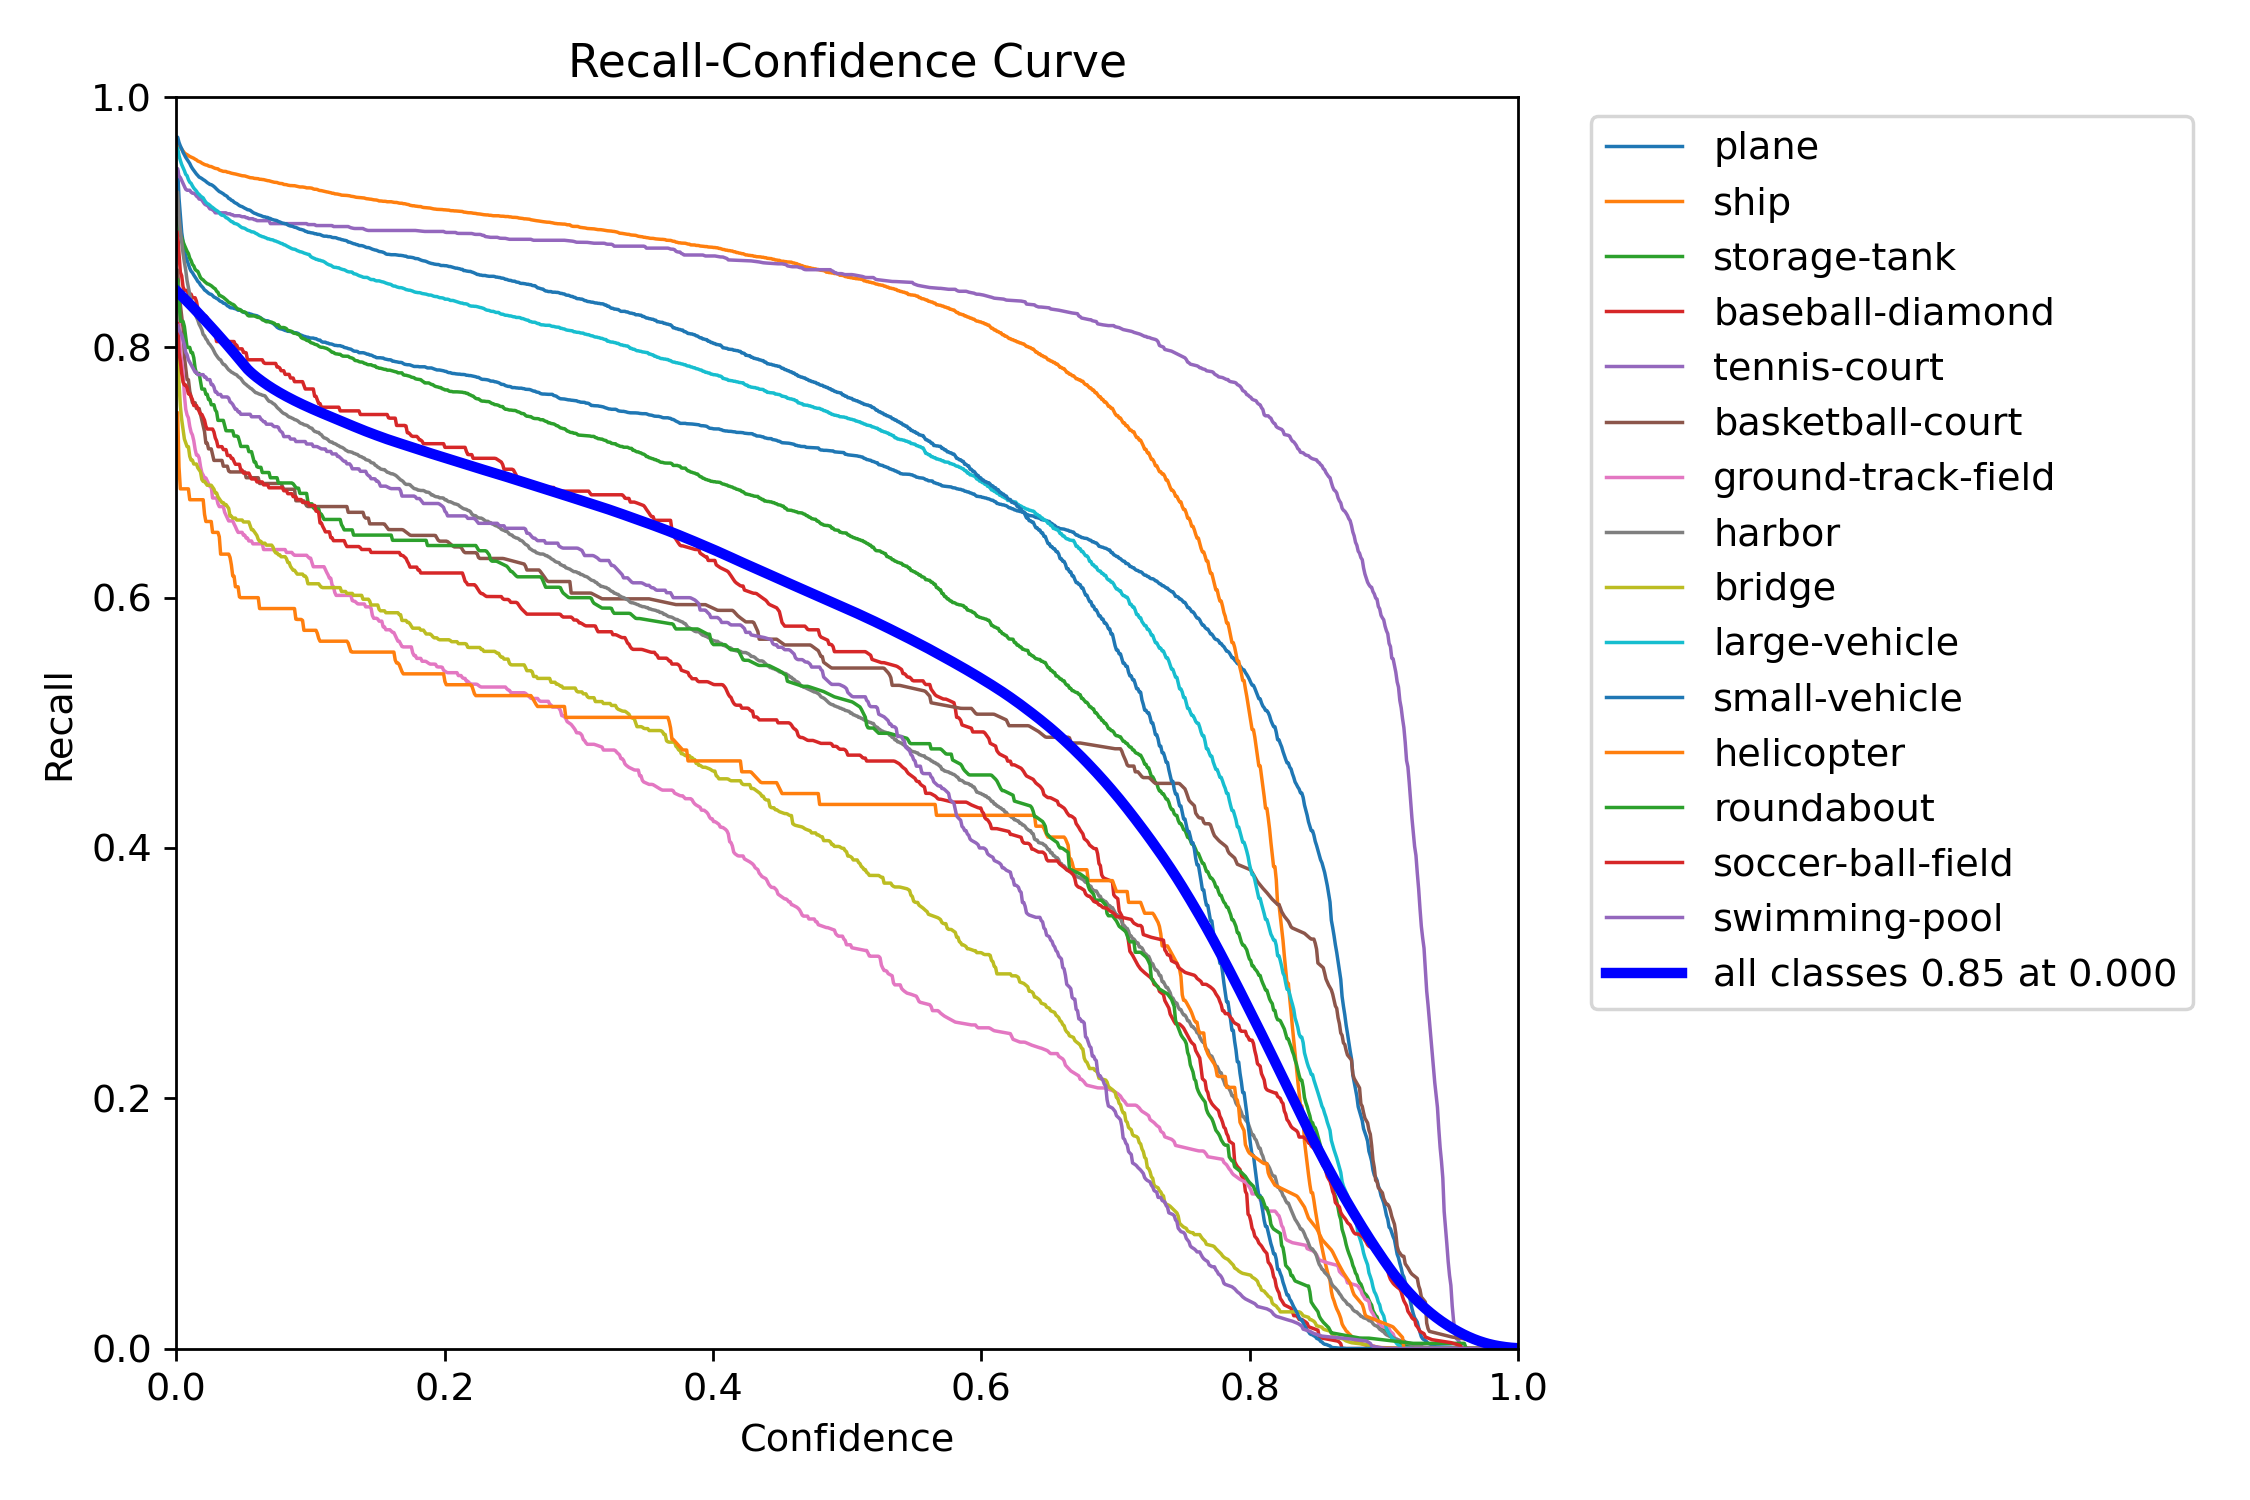 Recall-Confidence Curve
1.0
0.8
0.6
0.4
0.2
0.0
Recall
0.0 0.2 0.4 0.6 0.8 1.0
Confidence
plane
ship
storage-tank
baseball-diamond
tennis-court
basketball-court
ground-track-field
harbor
bridge
large-vehicle
small-vehicle
helicopter
roundabout
soccer-ball-field
swimming-pool
all classes 0.85 at 0.000